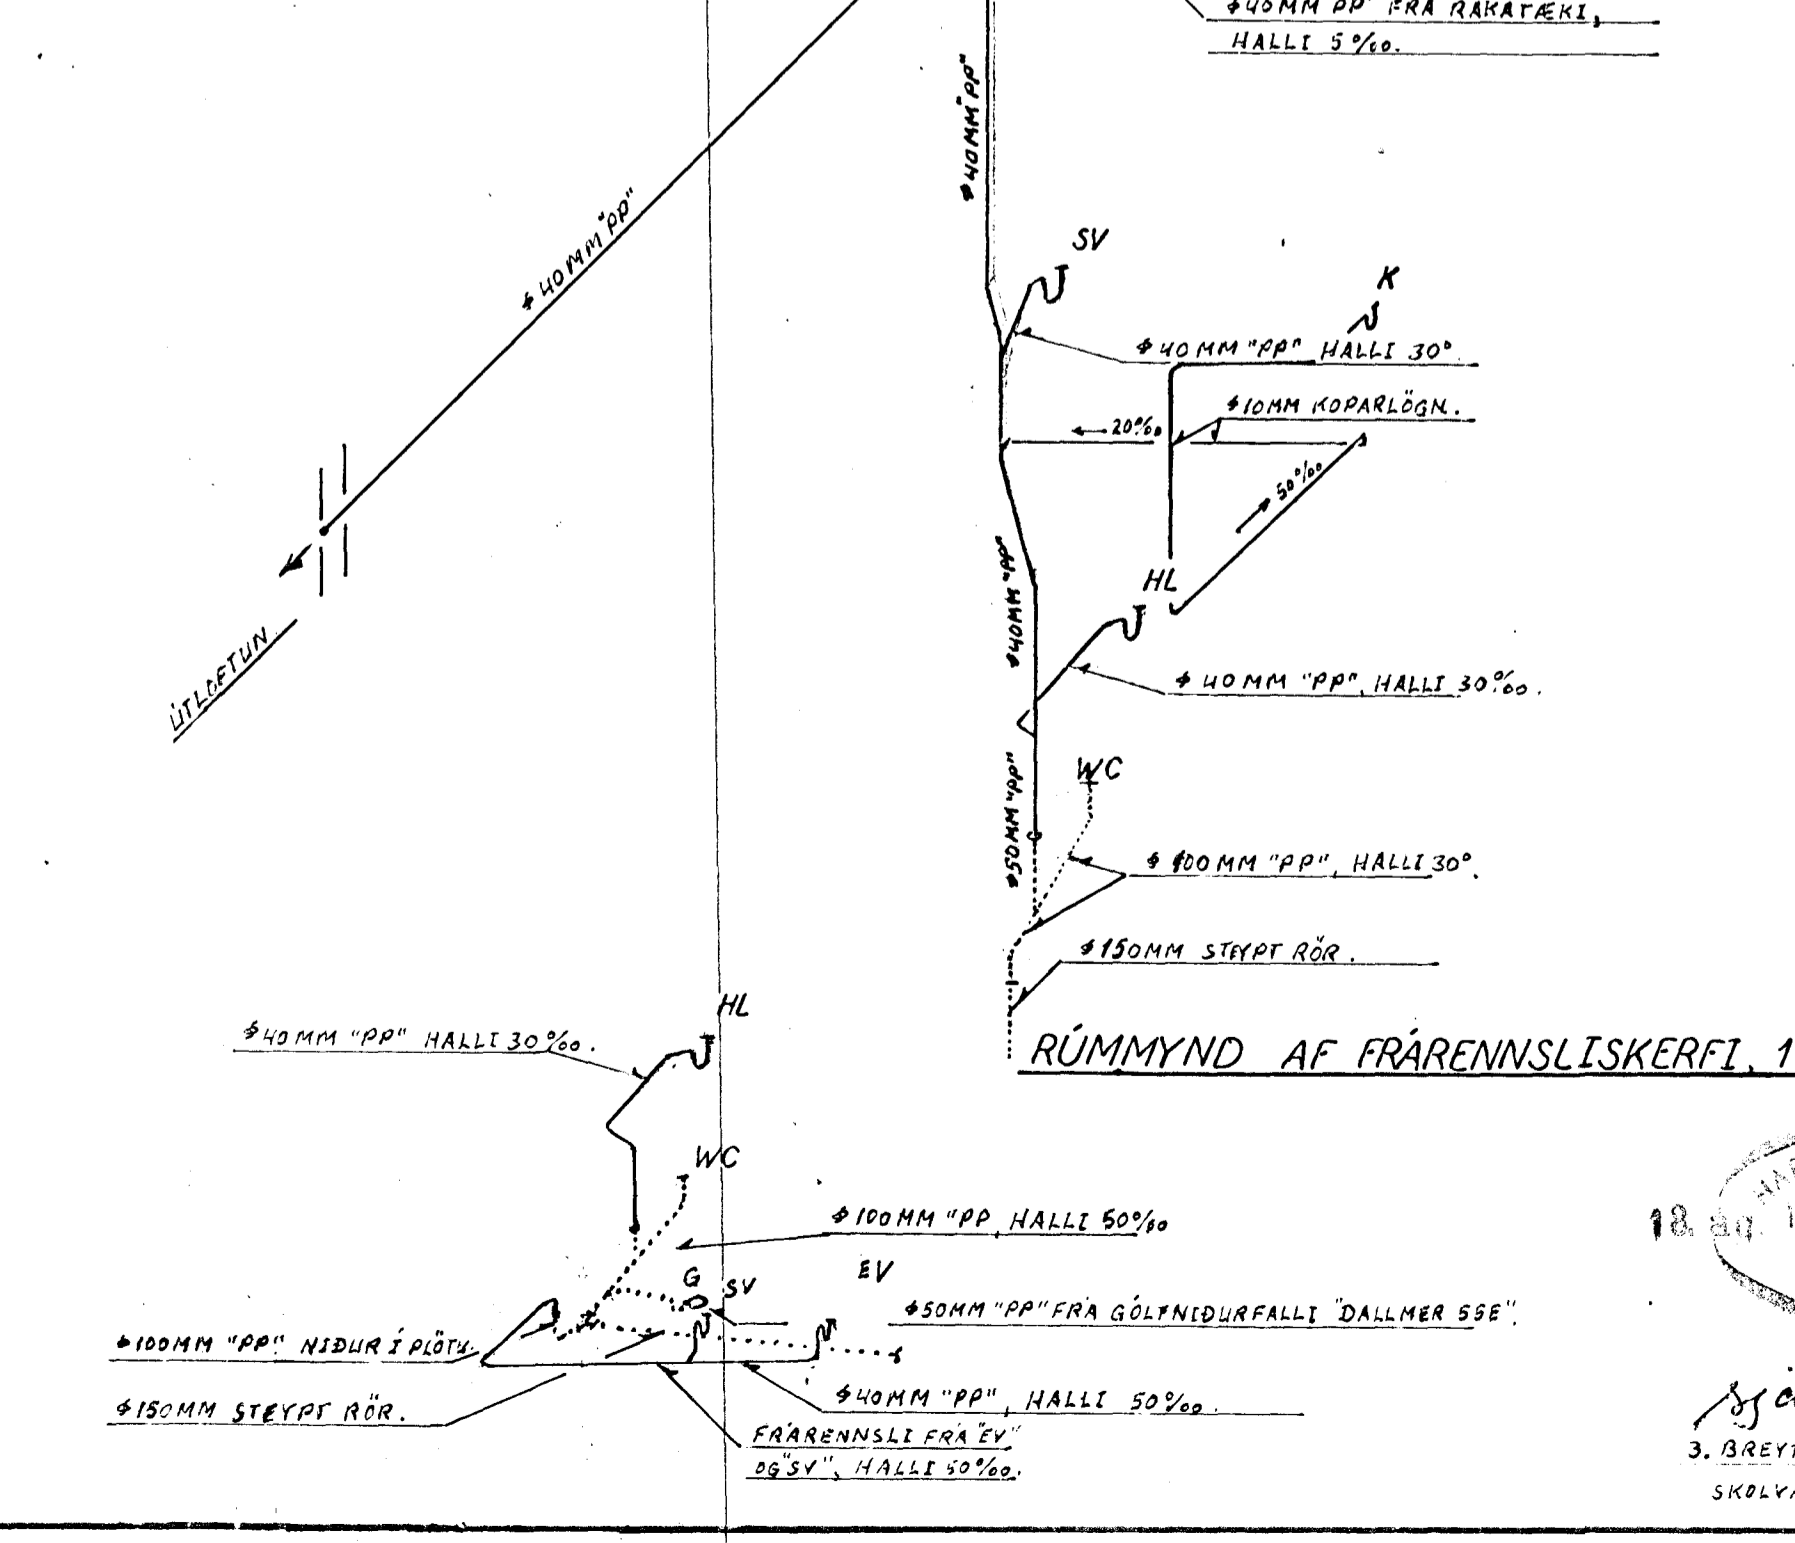 ø40MM "PP" FRÁ RAKATÆKI,
HALLI 5 ‰.
ø40MM "PP"
ø40MM "PP"
SV
K
ø40MM "PP" HALLI 30°.
ø10MM KOPARLÖGN.
20‰
50‰
HL
ø40MM "PP"
ÚTLOFTUN
ø40MM "PP", HALLI 30‰.
WC
ø50MM "PP"
ø100MM "PP", HALLI 30°.
ø150MM STEYPT RÖR.
HL
ø40MM "PP" HALLI 30‰.
RÚMMYND AF FRÁRENNSLISKERFI. 1
WC
ø100MM "PP, HALLI 50‰
18. ág. 1
G
SV
EV
ø50MM "PP" FRÁ GÓLFNIÐURFALLI "DALLMER 55E".
ø100MM "PP" NIÐUR Í PLÖTU.
ø150MM STEYPT RÖR.
ø40MM "PP", HALLI 50‰.
FRÁRENNSLI FRÁ "EV"
OG "SV", HALLI 50‰.
3. BREYT
SKOLVA